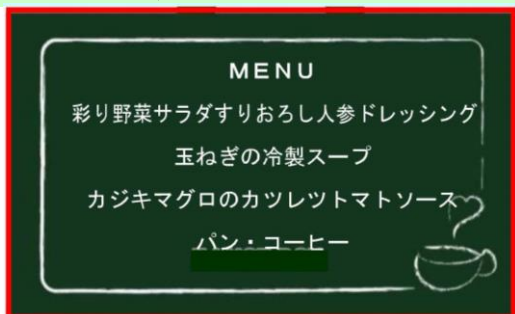 MENU
彩り野菜サラダすりおろし人参ドレッシング
玉ねぎの冷製スープ
カジキマグロのカツレツトマトソース
パン・コーヒー